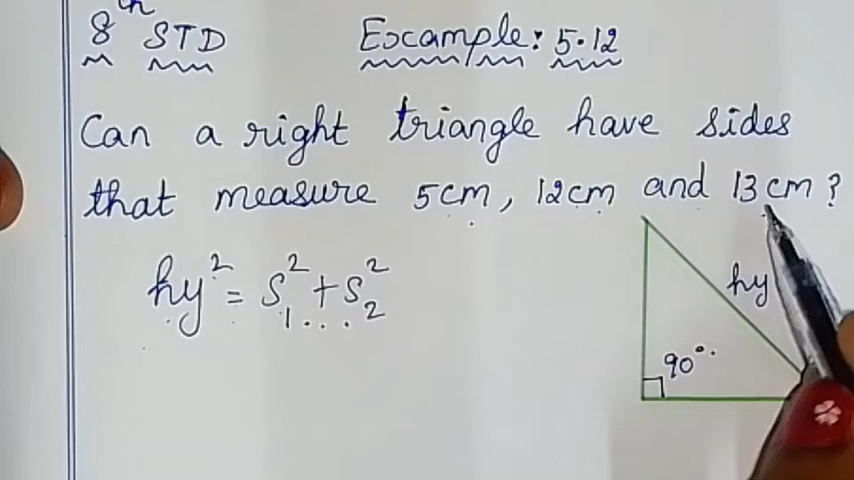 8th STD Example: 5.12
Can a right triangle have sides
that measure 5cm, 12cm and 13cm?
hy² = S₁² + S₂²
hy
90°